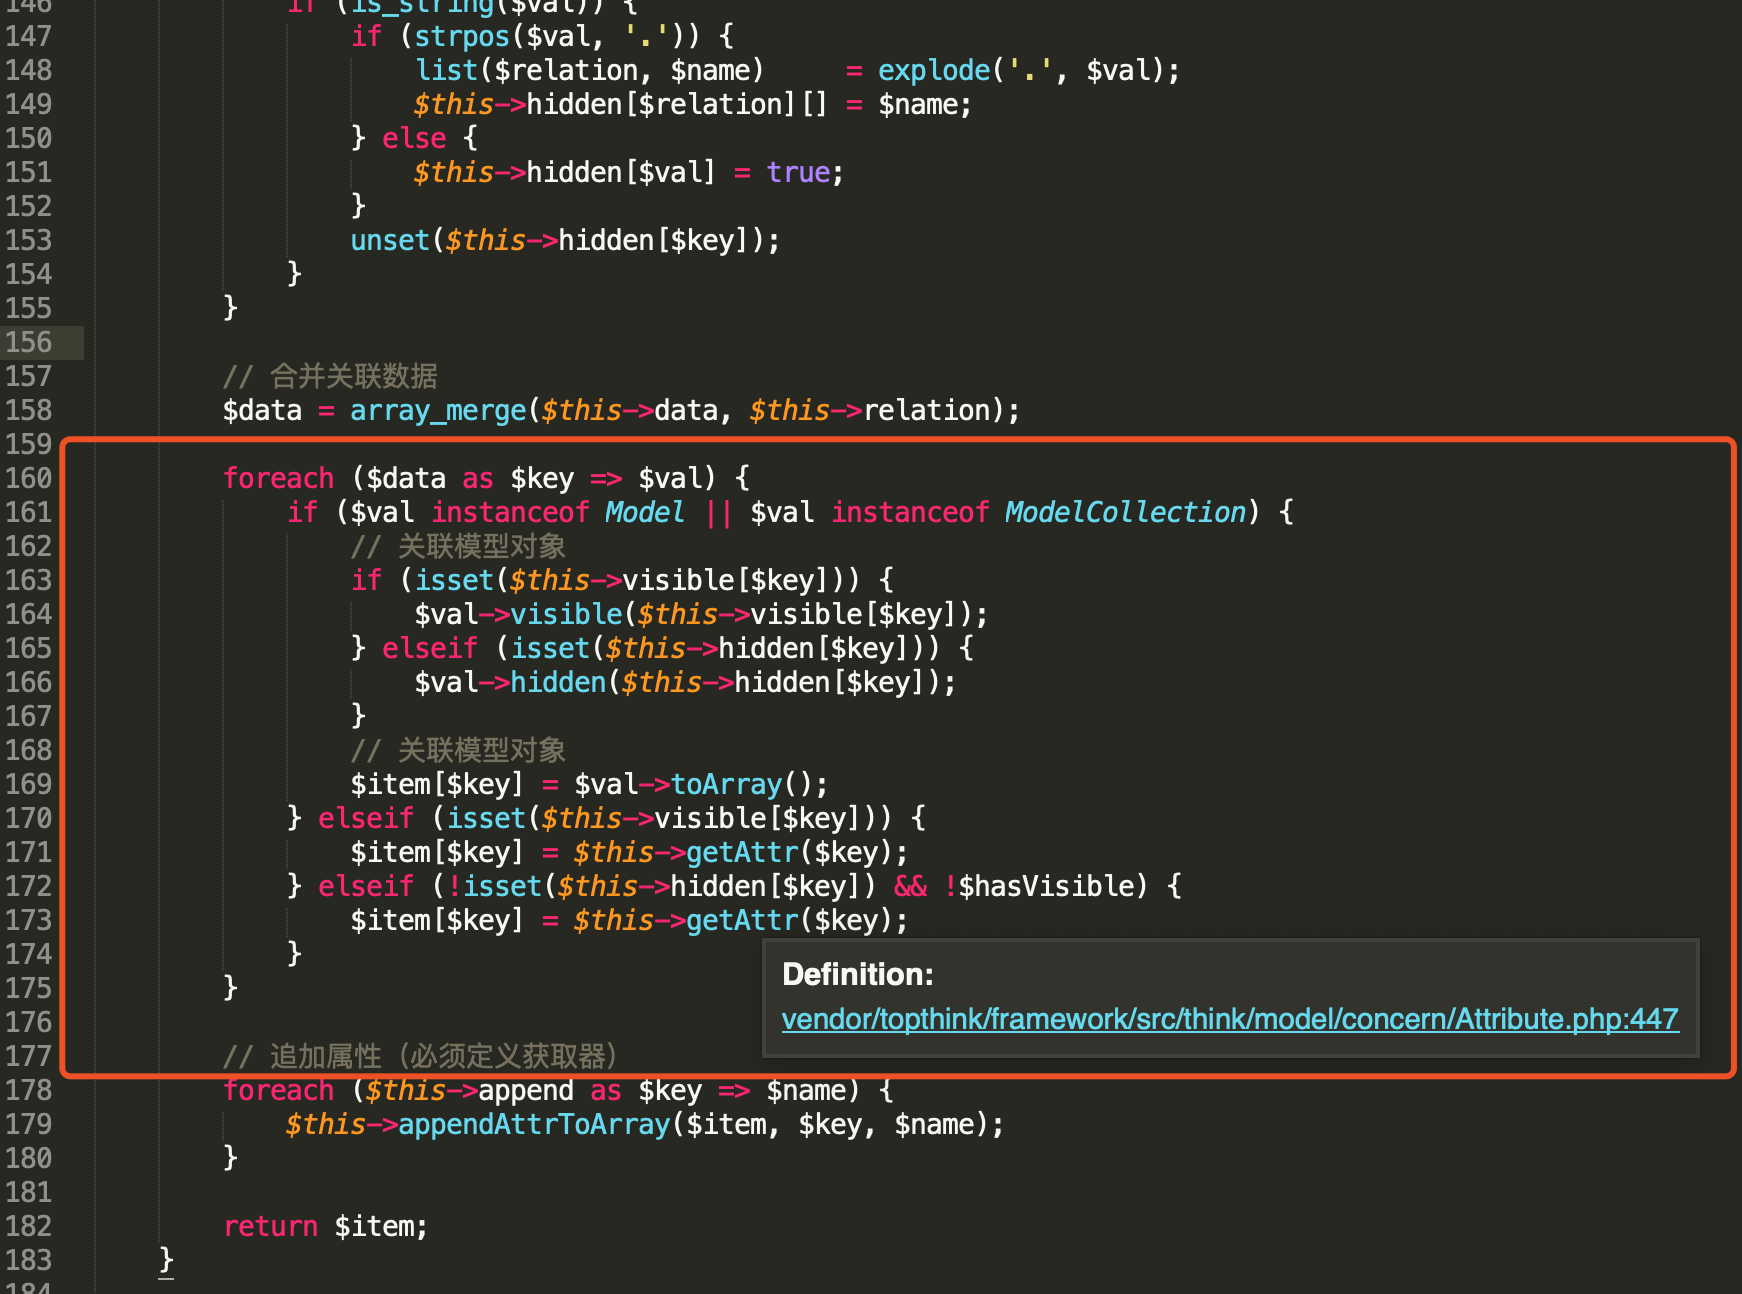 146                 if (is_string($val)) {
147                     if (strpos($val, '.')) {
148                         list($relation, $name)     = explode('.', $val);
149                         $this->hidden[$relation][] = $name;
150                     } else {
151                         $this->hidden[$val] = true;
152                     }
153                     unset($this->hidden[$key]);
154                 }
155             }
156
157             // 合并关联数据
158             $data = array_merge($this->data, $this->relation);
159
160             foreach ($data as $key => $val) {
161                 if ($val instanceof Model || $val instanceof ModelCollection) {
162                     // 关联模型对象
163                     if (isset($this->visible[$key])) {
164                         $val->visible($this->visible[$key]);
165                     } elseif (isset($this->hidden[$key])) {
166                         $val->hidden($this->hidden[$key]);
167                     }
168                     // 关联模型对象
169                     $item[$key] = $val->toArray();
170                 } elseif (isset($this->visible[$key])) {
171                     $item[$key] = $this->getAttr($key);
172                 } elseif (!isset($this->hidden[$key]) && !$hasVisible) {
173                     $item[$key] = $this->getAttr($key);
174                 }
Definition:
175             }
vendor/topthink/framework/src/think/model/concern/Attribute.php:447
176
177             // 追加属性（必须定义获取器）
178             foreach ($this->append as $key => $name) {
179                 $this->appendAttrToArray($item, $key, $name);
180             }
181
182             return $item;
183         }
184